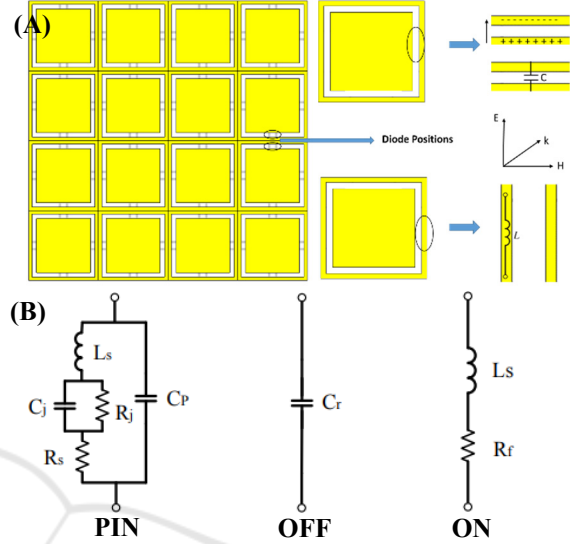 (A)
- - - - - - - - -
+ + + + + + + + +
C
Diode Positions
E
k
H
L
(B)
Ls
Cj
Rj
CP
Rs
Cr
Ls
Rf
PIN
OFF
ON